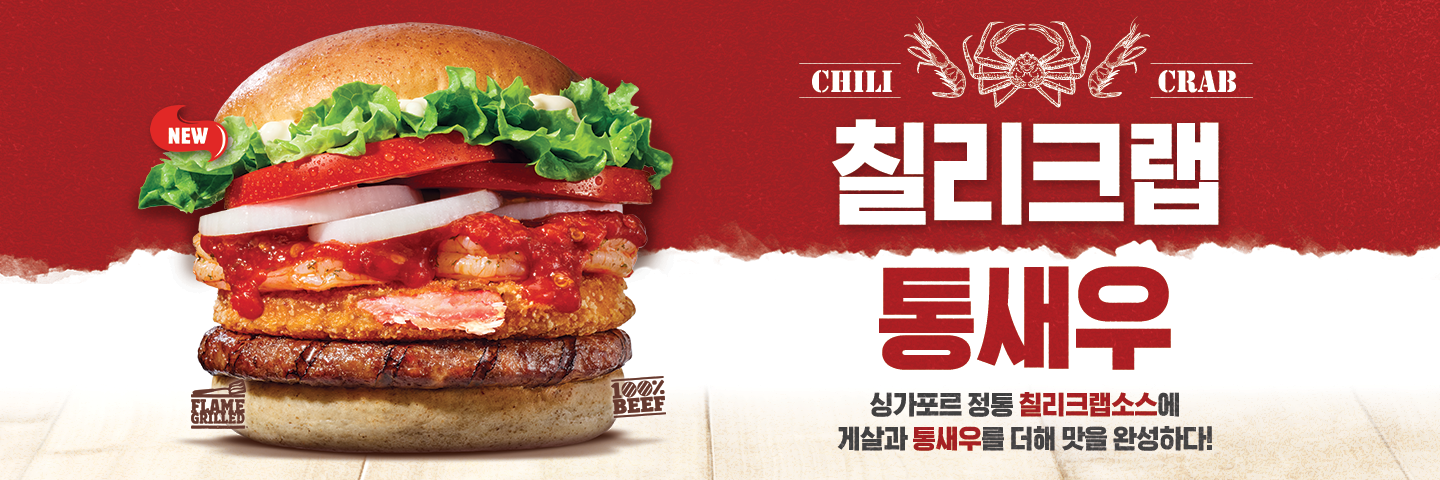 NEW
FLAME
GRILLED
100%
BEEF
CHILI
CRAB
칠리크랩
통새우
싱가포르 정통 칠리크랩소스에
게살과 통새우를 더해 맛을 완성하다!